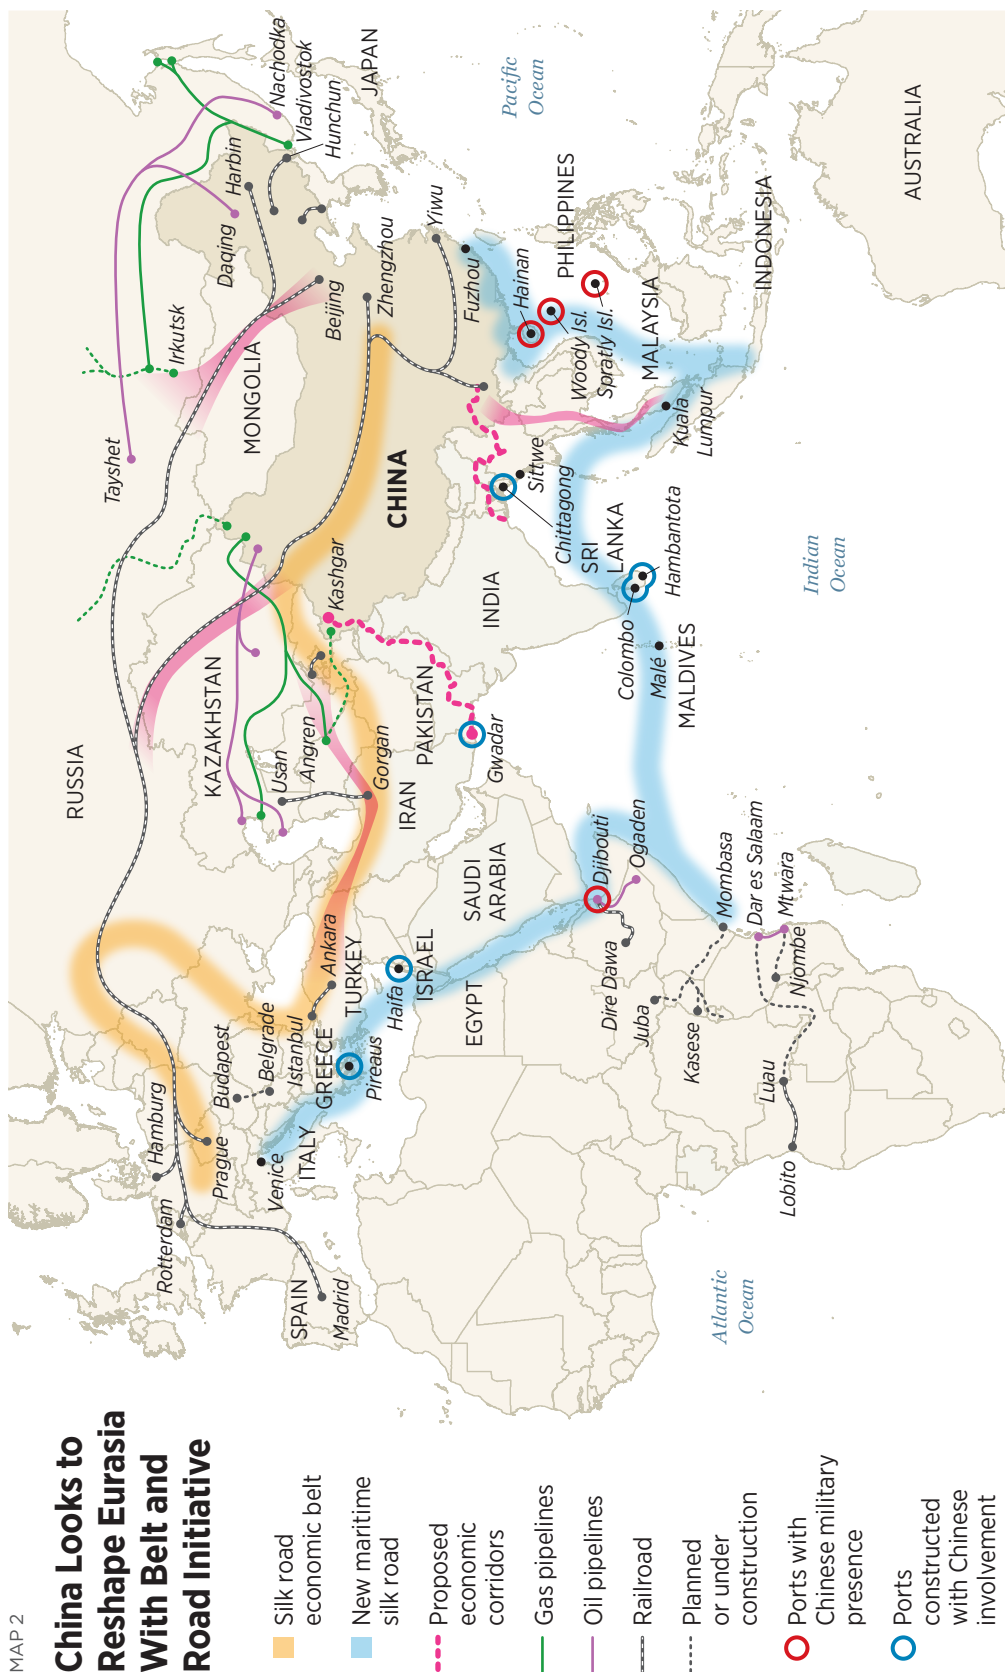 MAP 2
China Looks to
Reshape Eurasia
With Belt and
Road Initiative
Silk road
economic belt
New maritime
silk road
Proposed
economic
corridors
Gas pipelines
Oil pipelines
Railroad
Planned
or under
construction
Ports with
Chinese military
presence
Ports
constructed
with Chinese
involvement
RUSSIA
KAZAKHSTAN
MONGOLIA
CHINA
JAPAN
PHILIPPINES
MALAYSIA
INDONESIA
AUSTRALIA
INDIA
SRI
LANKA
MALDIVES
PAKISTAN
IRAN
SAUDI
ARABIA
TURKEY
ISRAEL
EGYPT
GREECE
ITALY
SPAIN
Pacific
Ocean
Indian
Ocean
Atlantic
Ocean
Rotterdam
Hamburg
Prague
Budapest
Belgrade
Istanbul
Ankara
Venice
Madrid
Pireaus
Haifa
Usan
Angren
Gorgan
Kashgar
Gwadar
Tayshet
Irkutsk
Daqing
Harbin
Nachodka
Vladivostok
Hunchun
Beijing
Zhengzhou
Yiwu
Fuzhou
Hainan
Woody Isl.
Spratly Isl.
Kuala
Lumpur
Sittwe
Chittagong
Hambantota
Colombo
Malé
Djibouti
Ogaden
Dire Dawa
Juba
Kasese
Mombasa
Dar es Salaam
Mtwara
Njombe
Luau
Lobito